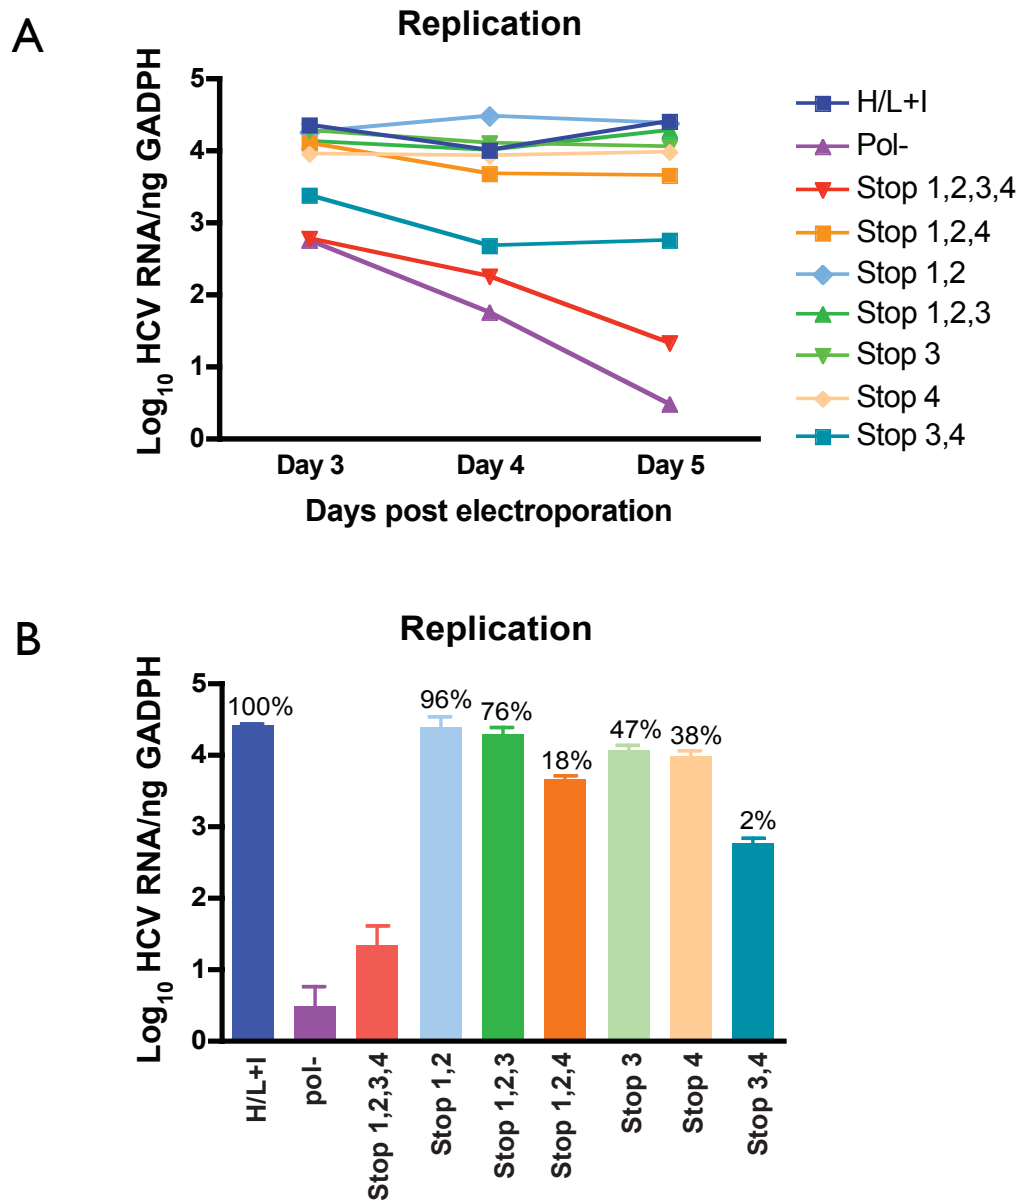 A
Replication
Log10 HCV RNA/ng GADPH
5
4
3
2
1
0
Day 3 Day 4 Day 5
Days post electroporation
H/L+I
Pol-
Stop 1,2,3,4
Stop 1,2,4
Stop 1,2
Stop 1,2,3
Stop 3
Stop 4
Stop 3,4
B
Replication
Log10 HCV RNA/ng GADPH
5
4
3
2
1
0
100% 96% 76% 18% 47% 38% 2%
H/L+I
pol-
Stop 1,2,3,4
Stop 1,2
Stop 1,2,3
Stop 1,2,4
Stop 3
Stop 4
Stop 3,4